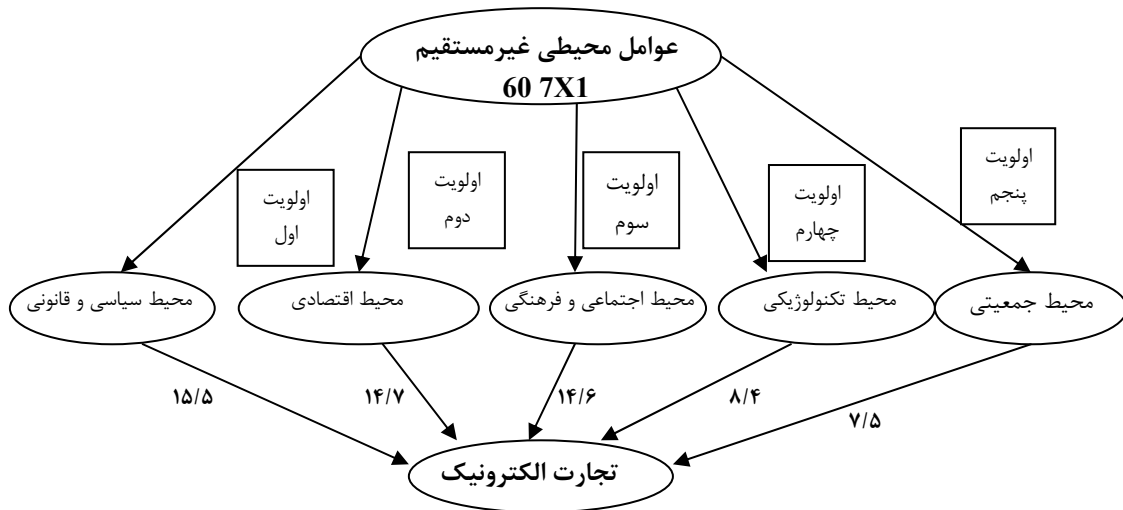 عوامل محیطی غیرمستقیم
60 7X1
اولویت
پنجم
اولویت
چهارم
اولویت
سوم
اولویت
دوم
اولویت
اول
محیط جمعیتی
محیط تکنولوژیکی
محیط اجتماعی و فرهنگی
محیط اقتصادی
محیط سیاسی و قانونی
۷/۵
۸/۴
۱۴/۶
۱۴/۷
۱۵/۵
تجارت الکترونیک